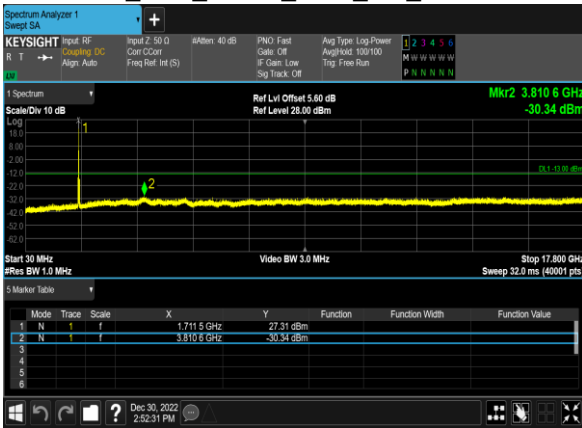 Spectrum Analyzer 1
Swept SA
+
KEYSIGHT Input: RF Input Z: 50 Ω #Atten: 40 dB PNO: Fast Avg Type: Log-Power 1 2 3 4 5 6
R T Coupling: DC Corr CCorr Gate: Off Avg|Hold: 100/100 M W W W W W
Align: Auto Freq Ref: Int (S) IF Gain: Low Trig: Free Run
LU Sig Track: Off P N N N N N
1 Spectrum Ref Lvl Offset 5.60 dB Mkr2 3.810 6 GHz
Scale/Div 10 dB Ref Level 28.00 dBm -30.34 dBm
Log
18.0
8.00
-2.00
-12.0
-22.0
-32.0
-42.0
-52.0
-62.0
1
2
DL1 -13.00 dBm
Start 30 MHz Video BW 3.0 MHz Stop 17.800 GHz
#Res BW 1.0 MHz Sweep 32.0 ms (40001 pts
5 Marker Table
Mode Trace Scale X Y Function Function Width Function Value
1 N 1 f 1.711 5 GHz 27.31 dBm
2 N 1 f 3.810 6 GHz -30.34 dBm
3
4
5
6
? Dec 30, 2022
2:52:31 PM